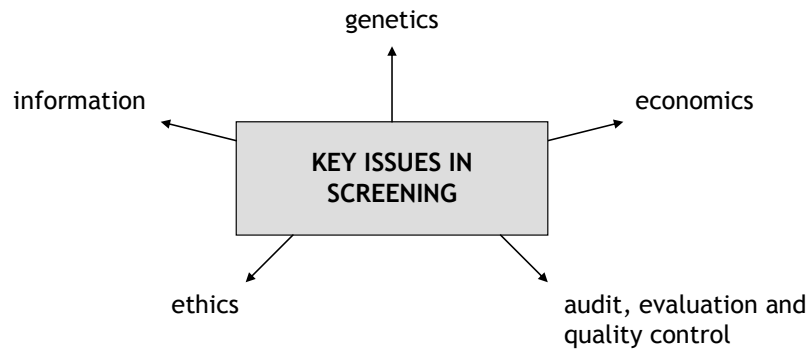 genetics
information
economics
KEY ISSUES IN
SCREENING
ethics
audit, evaluation and
quality control